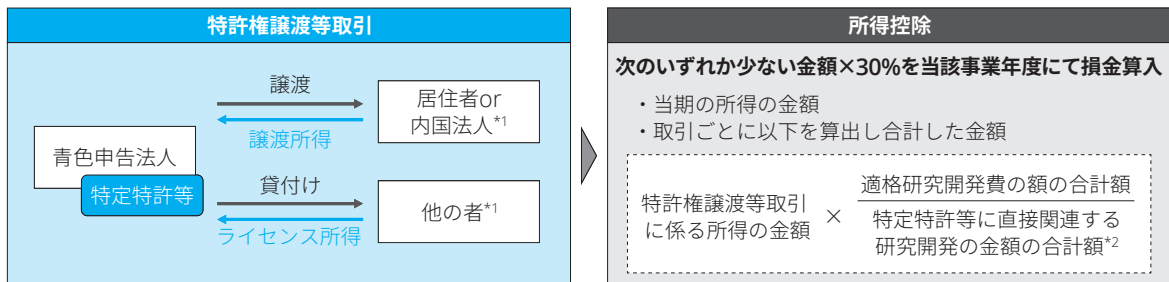 特許権譲渡等取引
譲渡
譲渡所得
居住者or
内国法人*1
青色申告法人
特定特許等
貸付け
ライセンス所得
他の者*1
所得控除
次のいずれか少ない金額×30%を当該事業年度にて損金算入
・当期の所得の金額
・取引ごとに以下を算出し合計した金額
特許権譲渡等取引
に係る所得の金額
×
適格研究開発費の額の合計額
特定特許等に直接関連する
研究開発の金額の合計額*2